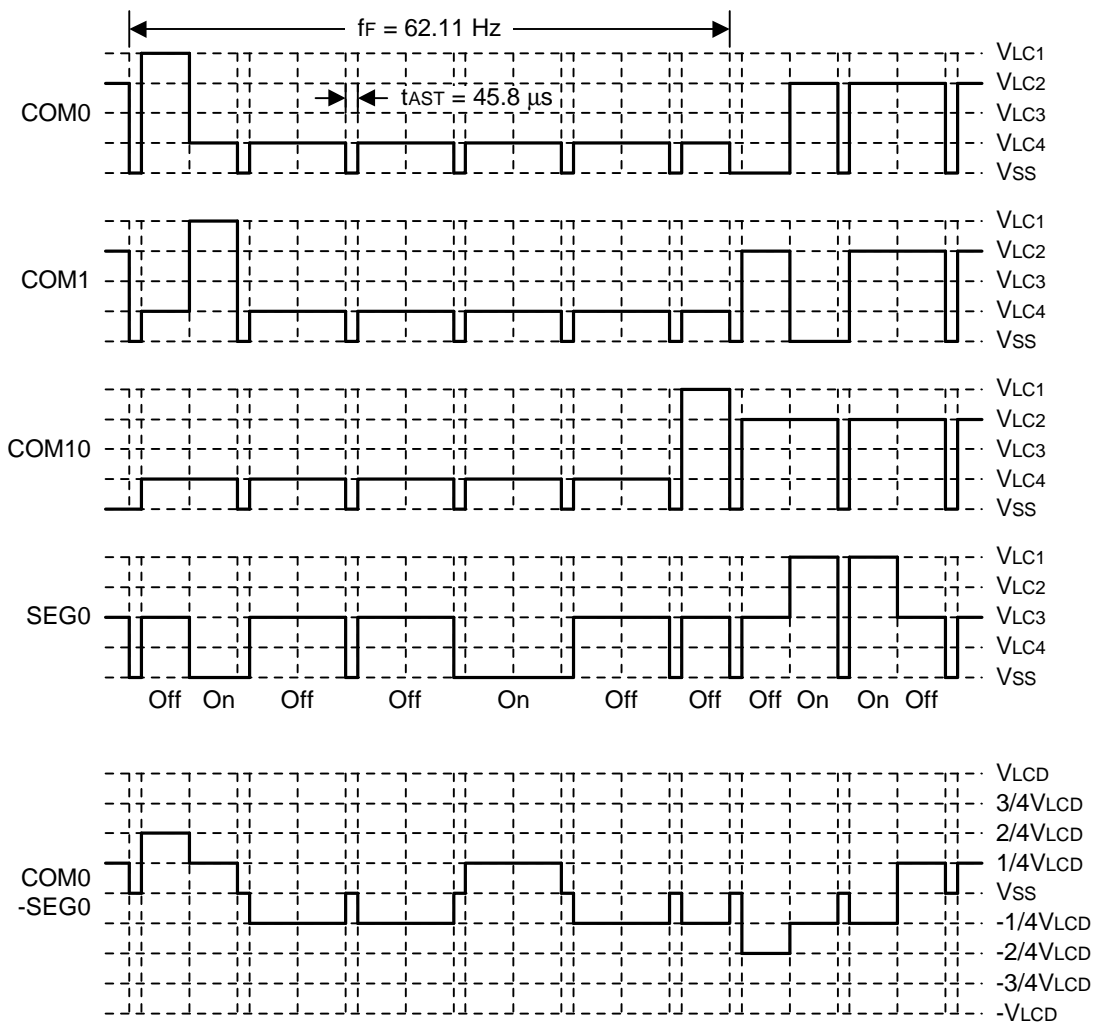 fF = 62.11 Hz
tAST = 45.8 µs
COM0
VLC1
VLC2
VLC3
VLC4
VSS
COM1
VLC1
VLC2
VLC3
VLC4
VSS
COM10
VLC1
VLC2
VLC3
VLC4
VSS
SEG0
VLC1
VLC2
VLC3
VLC4
VSS
Off On Off Off On Off Off Off On On Off
COM0
-SEG0
VLCD
3/4VLCD
2/4VLCD
1/4VLCD
VSS
-1/4VLCD
-2/4VLCD
-3/4VLCD
-VLCD